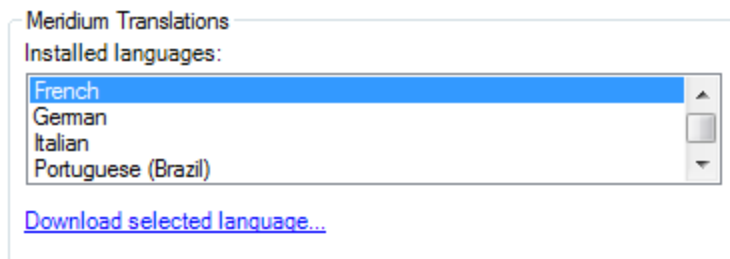 Meridium Translations
Installed languages:
French
German
Italian
Portuguese (Brazil)
Download selected language...